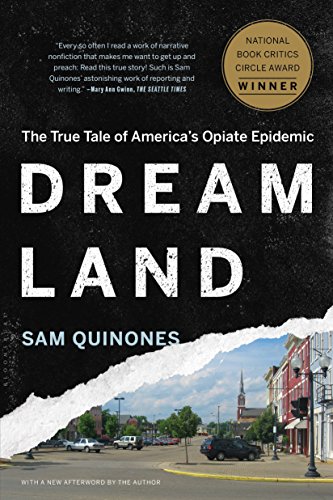 "Every so often I read a work of narrative
nonfiction that makes me want to get up and
preach: Read this true story! Such is Sam
Quinones' astonishing work of reporting and
writing." —Mary Ann Gwinn, THE SEATTLE TIMES
NATIONAL
BOOK CRITICS
CIRCLE AWARD
WINNER
The True Tale of America's Opiate Epidemic
DREAM
LAND
SAM QUINONES
BLOOMSBURY
WITH A NEW AFTERWORD BY THE AUTHOR